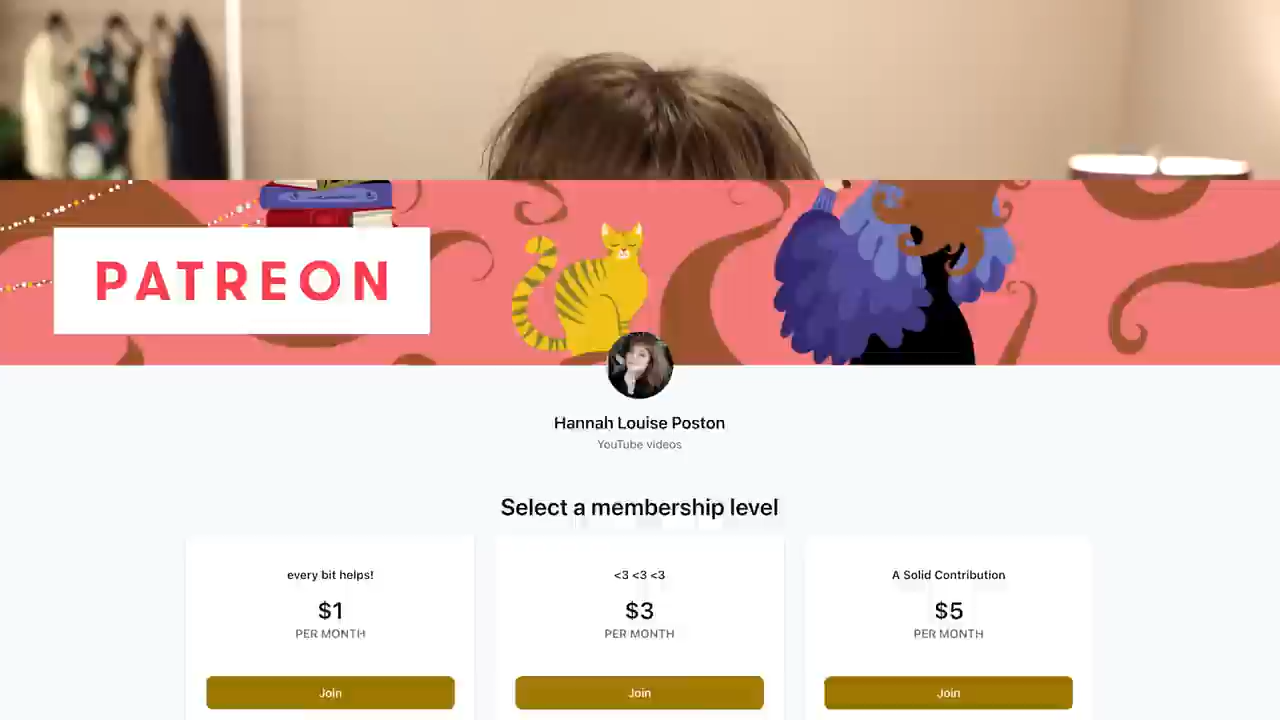 PATREON
Hannah Louise Poston
YouTube videos
Select a membership level
every bit helps!
$1
PER MONTH
Join
<3 <3 <3
$3
PER MONTH
Join
A Solid Contribution
$5
PER MONTH
Join